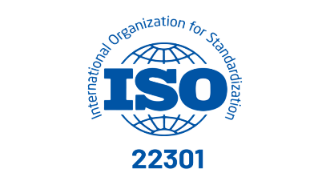 International Organization for Standardization
ISO
22301